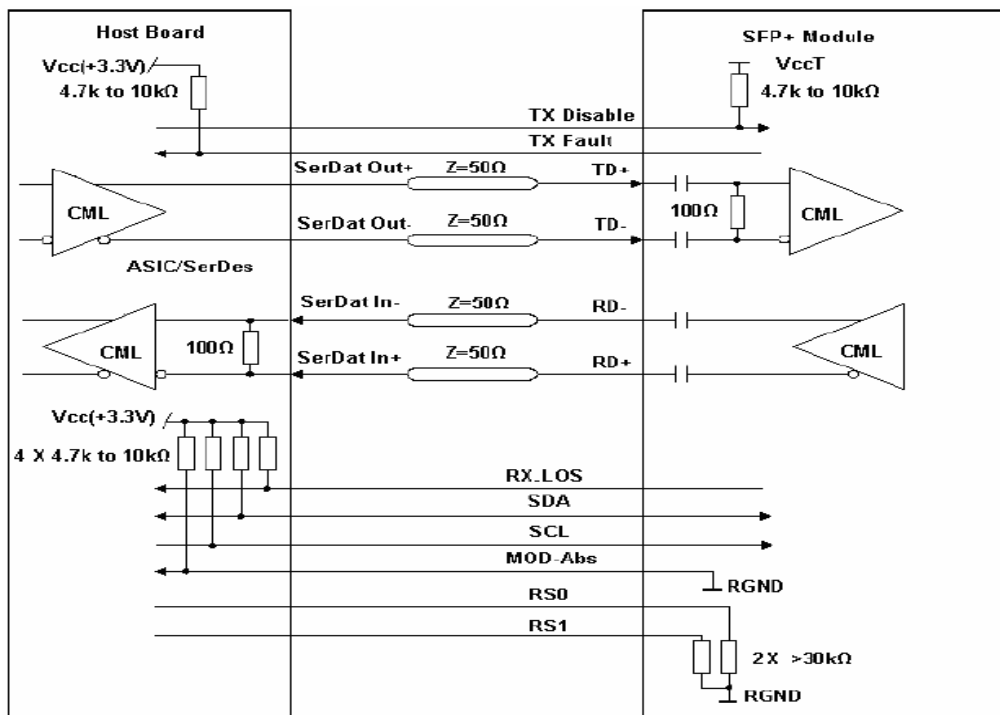 Host Board
SFP+ Module
Vcc(+3.3V)
4.7k to 10kΩ
VccT
4.7k to 10kΩ
TX Disable
TX Fault
SerDat Out+
Z=50Ω
TD+
CML
100Ω
CML
SerDat Out-
Z=50Ω
TD-
ASIC/SerDes
SerDat In-
Z=50Ω
RD-
CML
100Ω
CML
SerDat In+
Z=50Ω
RD+
Vcc(+3.3V)
4 X 4.7k to 10kΩ
RX_LOS
SDA
SCL
MOD-Abs
RGND
RS0
RS1
2X >30kΩ
RGND